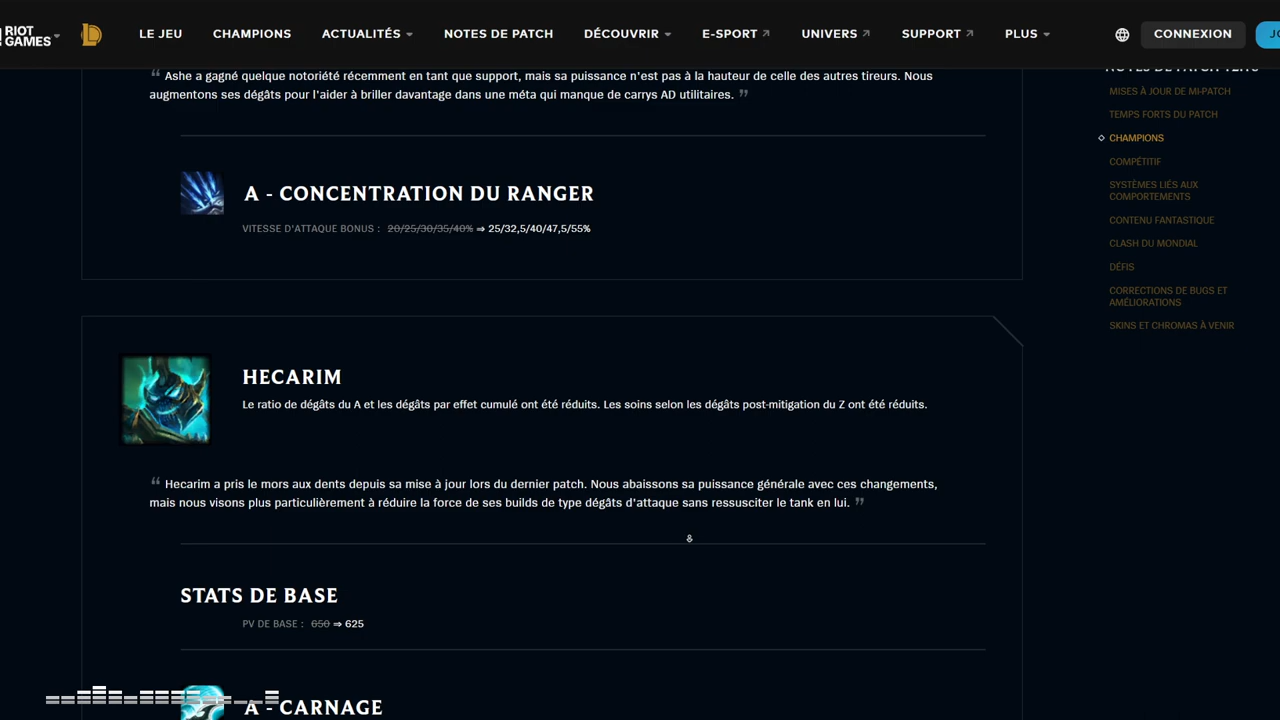 RIOT GAMES
LE JEU CHAMPIONS ACTUALITÉS NOTES DE PATCH DÉCOUVRIR E-SPORT UNIVERS SUPPORT PLUS CONNEXION
“ Ashe a gagné quelque notoriété récemment en tant que support, mais sa puissance n'est pas à la hauteur de celle des autres tireurs. Nous
augmentons ses dégâts pour l'aider à briller davantage dans une méta qui manque de carrys AD utilitaires. ”
A - CONCENTRATION DU RANGER
VITESSE D'ATTAQUE BONUS : 20/25/30/35/40% ⇒ 25/32,5/40/47,5/55%
HECARIM
Le ratio de dégâts du A et les dégâts par effet cumulé ont été réduits. Les soins selon les dégâts post-mitigation du Z ont été réduits.
“ Hecarim a pris le mors aux dents depuis sa mise à jour lors du dernier patch. Nous abaissons sa puissance générale avec ces changements,
mais nous visons plus particulièrement à réduire la force de ses builds de type dégâts d'attaque sans ressusciter le tank en lui. ”
STATS DE BASE
PV DE BASE : 650 ⇒ 625
A - CARNAGE
MISES À JOUR DE MI-PATCH
TEMPS FORTS DU PATCH
CHAMPIONS
COMPÉTITIF
SYSTÈMES LIÉS AUX
COMPORTEMENTS
CONTENU FANTASTIQUE
CLASH DU MONDIAL
DÉFIS
CORRECTIONS DE BUGS ET
AMÉLIORATIONS
SKINS ET CHROMAS À VENIR